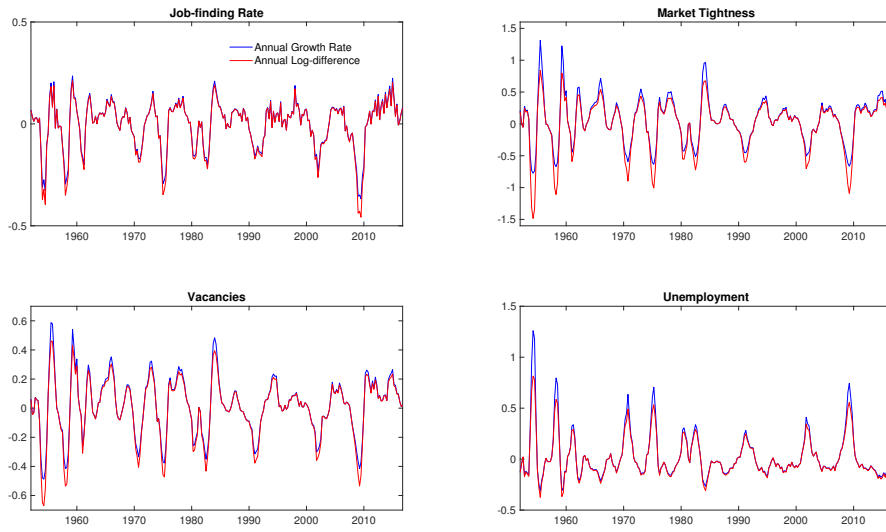 Job-finding Rate
0.5
0
-0.5
Annual Growth Rate
Annual Log-difference
1960 1970 1980 1990 2000 2010
Market Tightness
1.5
1
0.5
0
-0.5
-1
-1.5
1960 1970 1980 1990 2000 2010
Vacancies
0.6
0.4
0.2
0
-0.2
-0.4
-0.6
1960 1970 1980 1990 2000 2010
Unemployment
1.5
1
0.5
0
-0.5
1960 1970 1980 1990 2000 2010